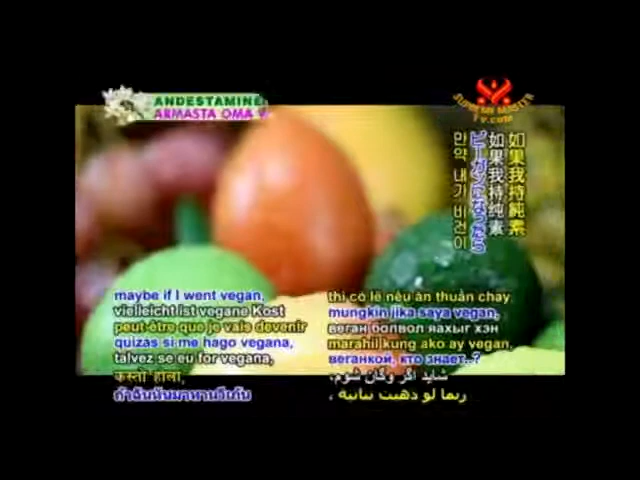 ANDESTAMINE
ARMASTA OMA
SUPREME MASTER
TV.com
如果我持純素
如果我持纯素
ビーガンになったら
만약 내가 비건이
maybe if I went vegan,
vielleicht ist vegane Kost
peut-être que je vais devenir
quizás si me hago vegana,
talvez se eu for vegana,
thì có lẽ nếu ăn thuần chay
mungkin jika saya vegan,
веган болвол яахыг хэн
marahil kung ako ay vegan,
веганкой, кто знает..?
شاید اگر وگان شوم،
ربما لو ذهبت نباتية ،